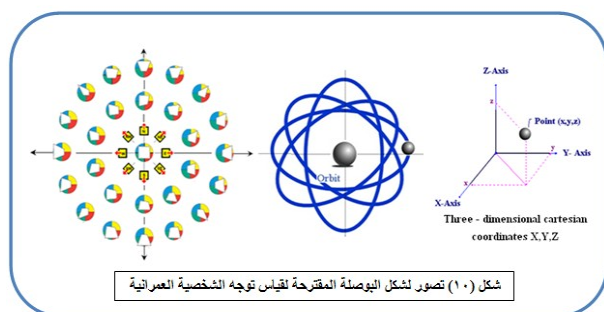 Orbit
Z-Axis
z
Point (x,y,z)
y
Y- Axis
x
X-Axis
Three - dimensional cartesian
coordinates X,Y,Z
شكل (١٠) تصور لشكل البوصلة المقترحة لقياس توجه الشخصية العمرانية